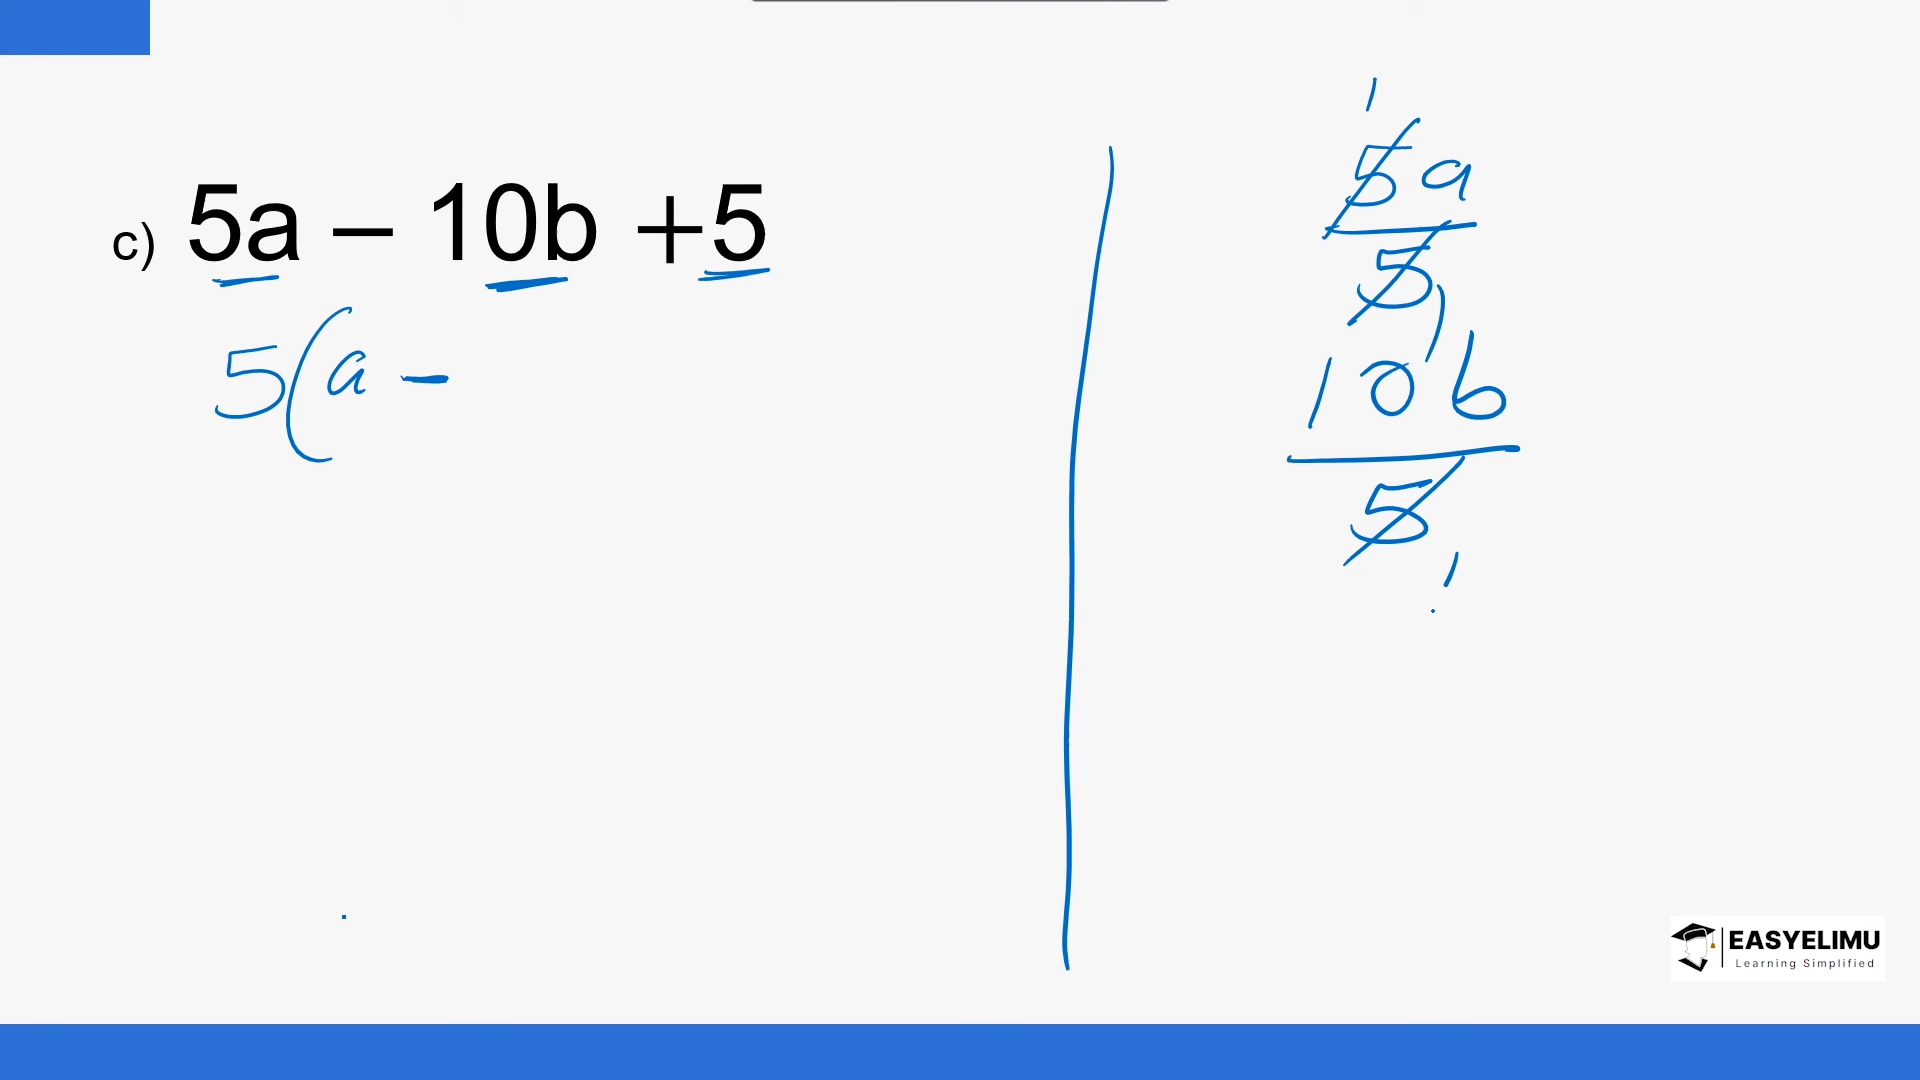 c) 5a – 10b +5
5(a –
1
5a
5
1
10b
5
1
EASYELIMU
Learning Simplified